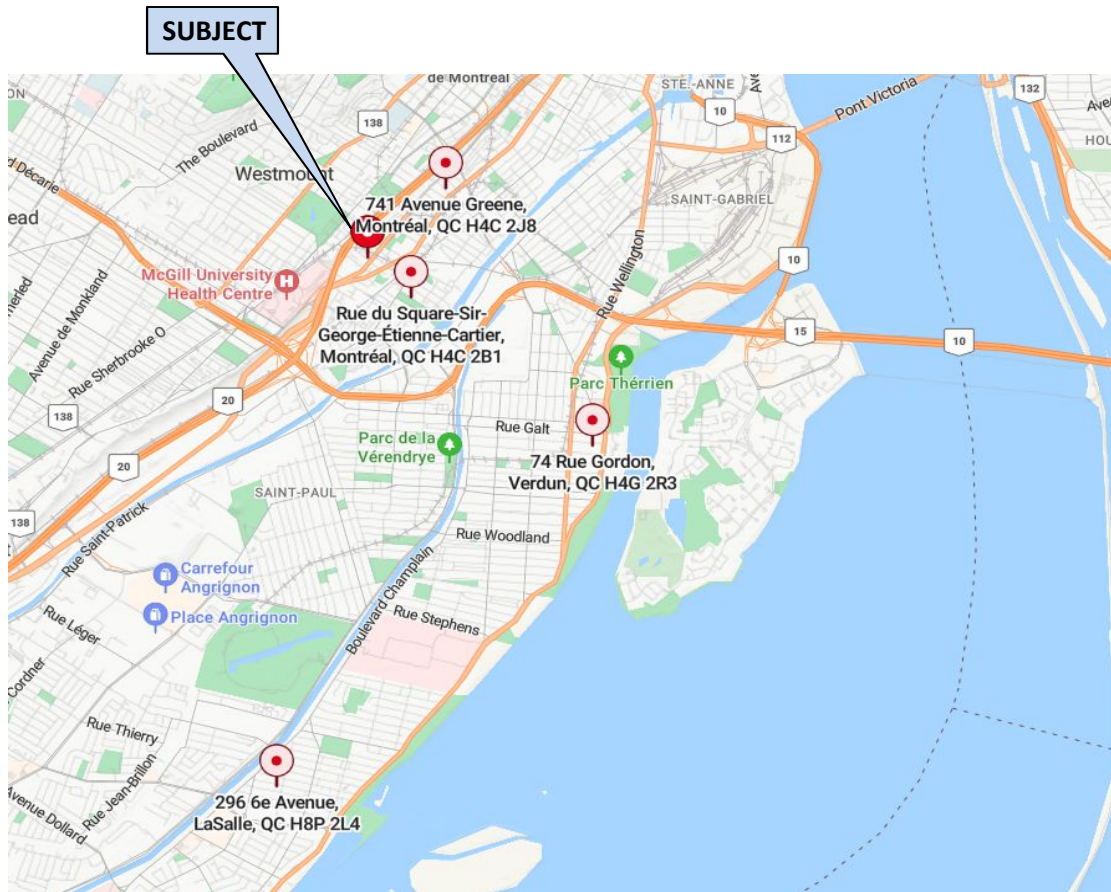 SUBJECT
de Montréal
STE.-ANNE
10
Pont Victoria
132
138
The Boulevard
112
Westmount
Décarie
SAINT-GABRIEL
741 Avenue Greene,
Montréal, QC H4C 2J8
McGill University
Health Centre
H
Rue Wellington
10
Avenue de Monkland
Rue du Square-Sir-
George-Étienne-Cartier,
Montréal, QC H4C 2B1
15
10
Rue Sherbrooke O
Parc Thérrien
20
138
Rue Galt
Parc de la
Vérendrye
74 Rue Gordon,
Verdun, QC H4G 2R3
20
SAINT-PAUL
138
Rue Saint-Patrick
Rue Woodland
Carrefour
Angrignon
Place Angrignon
Boulevard Champlain
Rue Stephens
Rue Léger
Cordner
Rue Thierry
Rue Jean-Brillon
296 6e Avenue,
LaSalle, QC H8P 2L4
Avenue Dollard